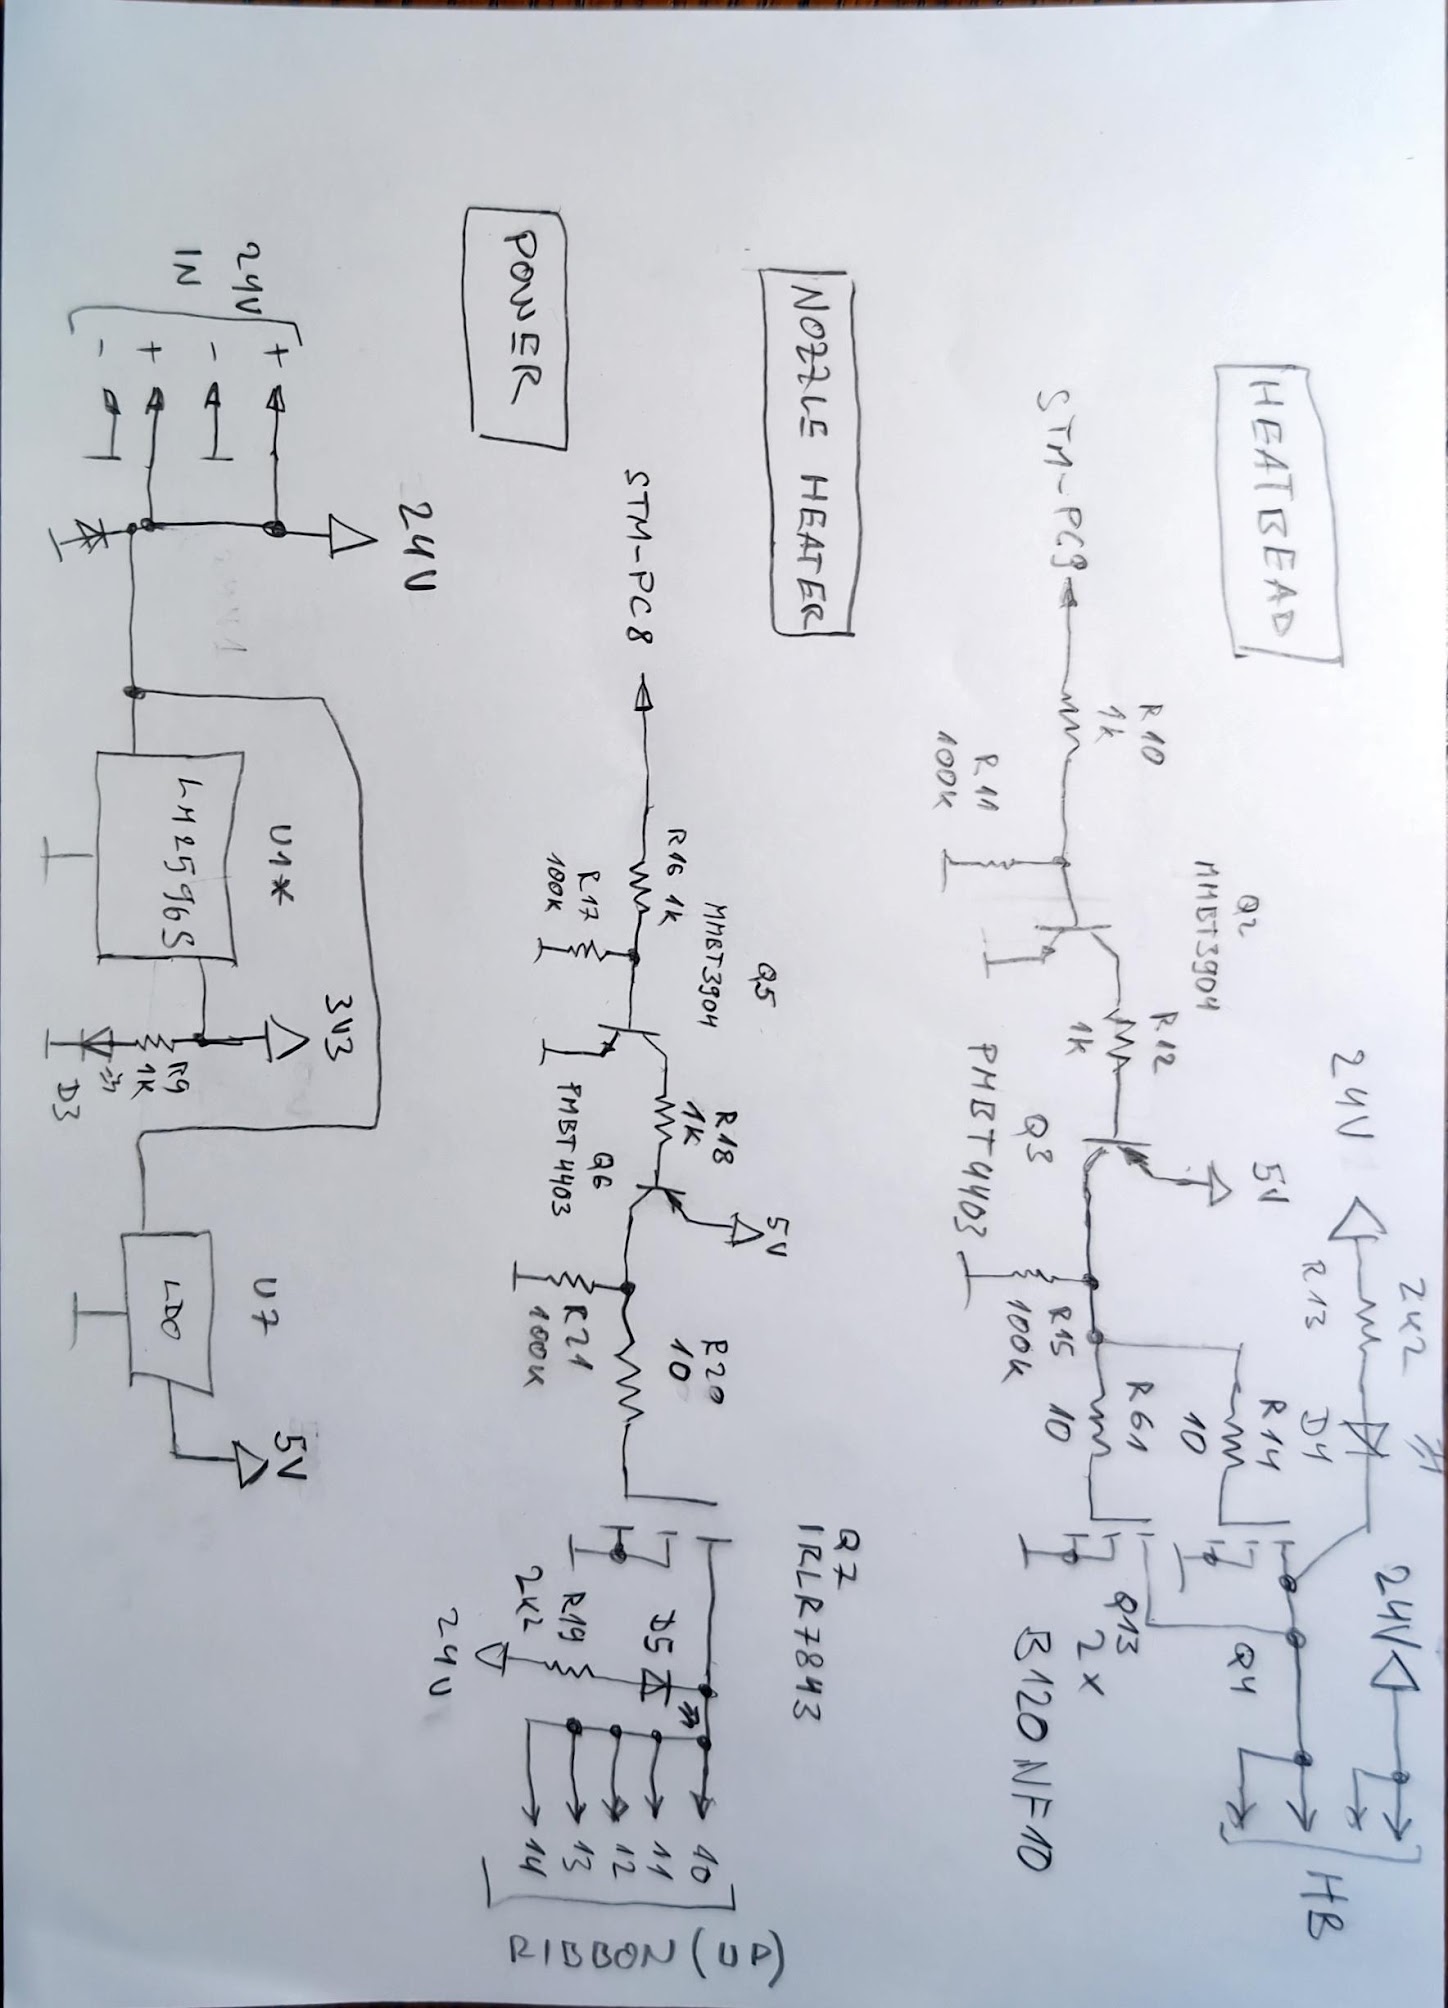 HEATBEAD
24V
2k2
R13
D4
24V
HB
STM-PC9
R10
1k
R11
100k
Q2
MMBT3904
R12
1k
5V
Q3
PMBT4403
R15
100k
R14
10
R61
10
Q4
Q13
2x
B120NF10
NOZZLE HEATER
STM-PC8
R16 1k
R17
100k
Q5
MMBT3904
R18
1k
5V
Q6
PMBT4403
R21
100k
R20
10
Q7
IRLR7843
D5
R19
2k2
24V
10
11
12
13
14
RIBBON (UP)
POWER
24V
IN
+
-
+
-
24V
U1*
LM2596S
3V3
R9
1k
D3
U7
LDO
5V